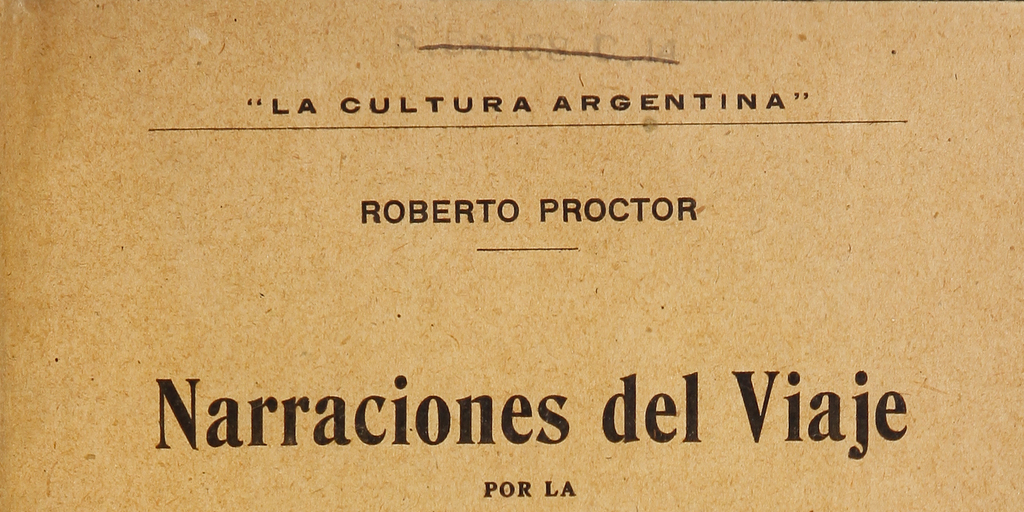 "LA CULTURA ARGENTINA"
ROBERTO PROCTOR
Narraciones del Viaje
POR LA